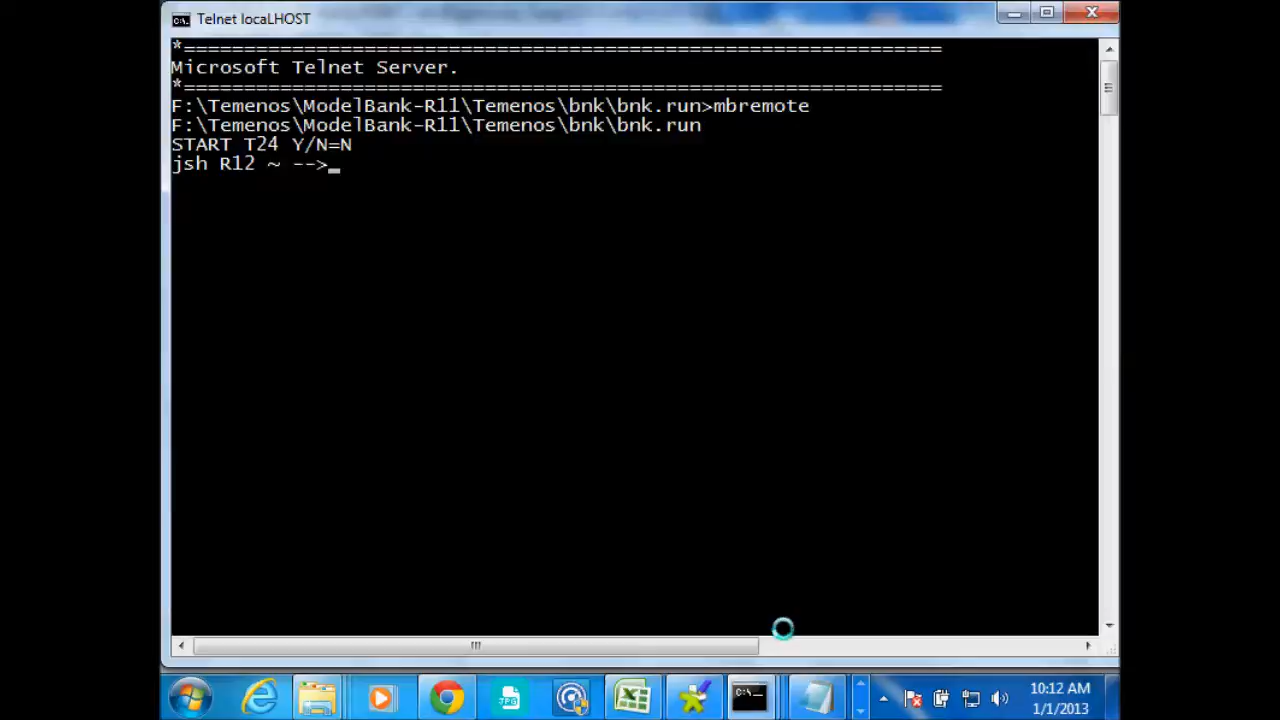 Telnet locaLHOST
*===============================================================
Microsoft Telnet Server.
*===============================================================
F:\Temenos\ModelBank-R11\Temenos\bnk\bnk.run>mbremote
F:\Temenos\ModelBank-R11\Temenos\bnk\bnk.run
START T24 Y/N=N
jsh R12 ~ -->_
JPG
C:\.
10:12 AM
1/1/2013